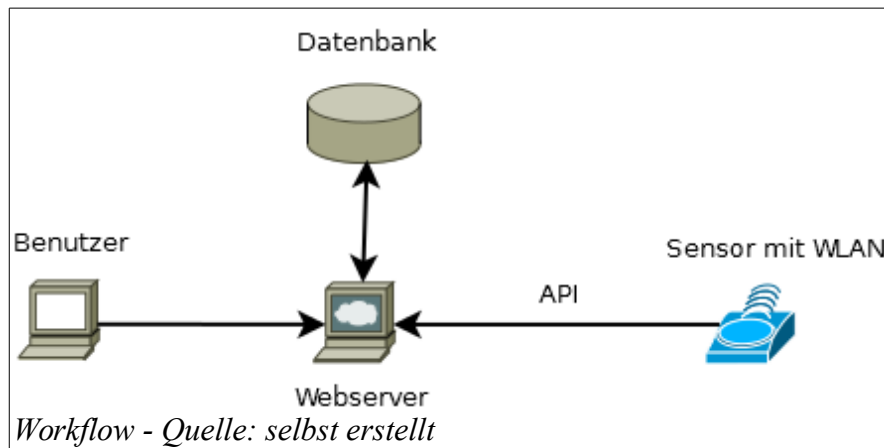 Datenbank
Benutzer
Sensor mit WLAN
API
Webserver
Workflow - Quelle: selbst erstellt